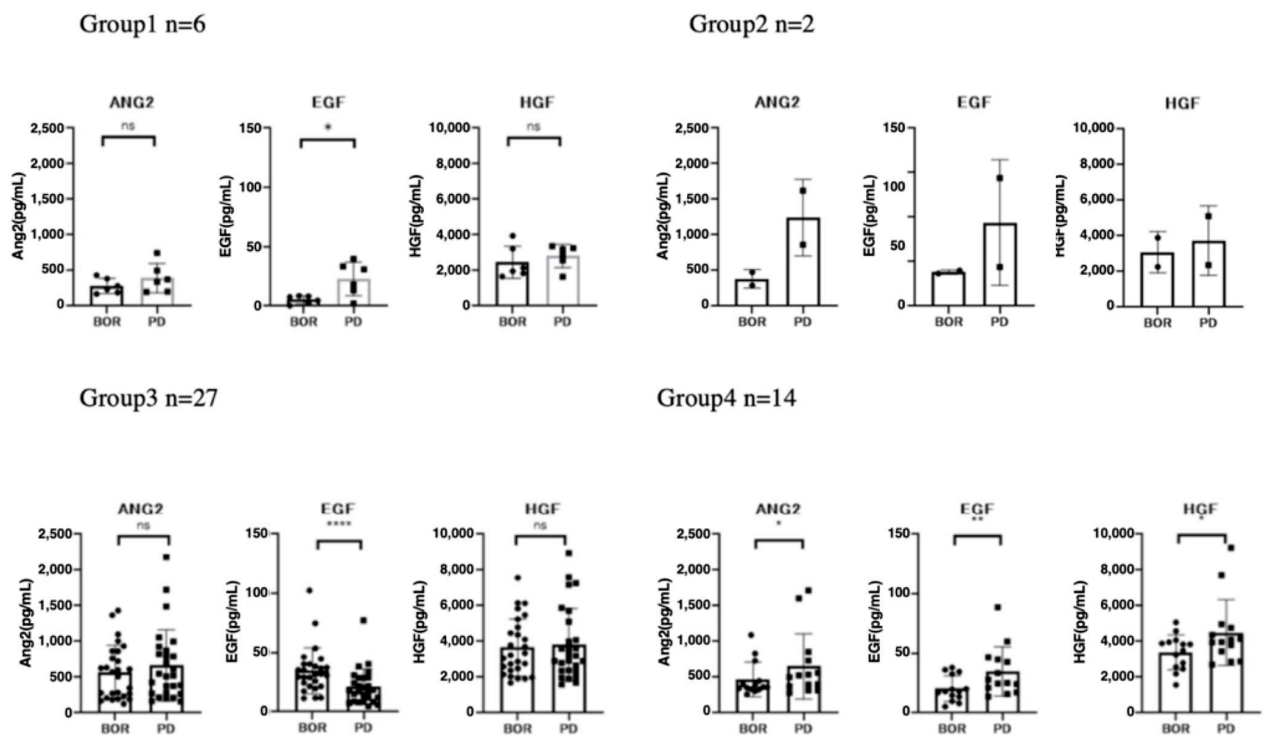 Group1 n=6
ANG2
ns
2,500
2,000
1,500
1,000
500
0
Ang2(pg/mL)
BOR PD
EGF
*
150
100
50
0
EGF(pg/mL)
BOR PD
HGF
ns
10,000
8,000
6,000
4,000
2,000
0
HGF(pg/mL)
BOR PD
Group2 n=2
ANG2
2,500
2,000
1,500
1,000
500
0
Ang2(pg/mL)
BOR PD
EGF
150
100
50
0
EGF(pg/mL)
BOR PD
HGF
10,000
8,000
6,000
4,000
2,000
0
HGF(pg/mL)
BOR PD
Group3 n=27
ANG2
ns
2,500
2,000
1,500
1,000
500
0
Ang2(pg/mL)
BOR PD
EGF
****
150
100
50
0
EGF(pg/mL)
BOR PD
HGF
ns
10,000
8,000
6,000
4,000
2,000
0
HGF(pg/mL)
BOR PD
Group4 n=14
ANG2
*
2,500
2,000
1,500
1,000
500
0
Ang2(pg/mL)
BOR PD
EGF
**
150
100
50
0
EGF(pg/mL)
BOR PD
HGF
*
10,000
8,000
6,000
4,000
2,000
0
HGF(pg/mL)
BOR PD